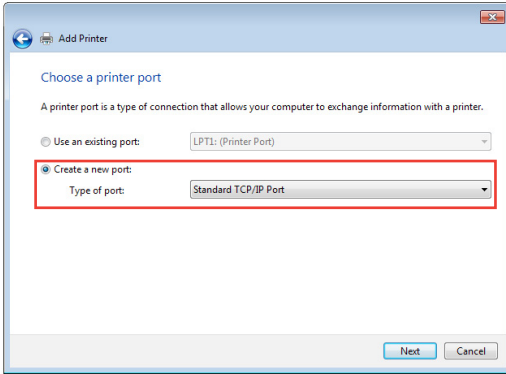 Add Printer
Choose a printer port
A printer port is a type of connection that allows your computer to exchange information with a printer.
Use an existing port: LPT1: (Printer Port)
Create a new port:
Type of port: Standard TCP/IP Port
Next Cancel